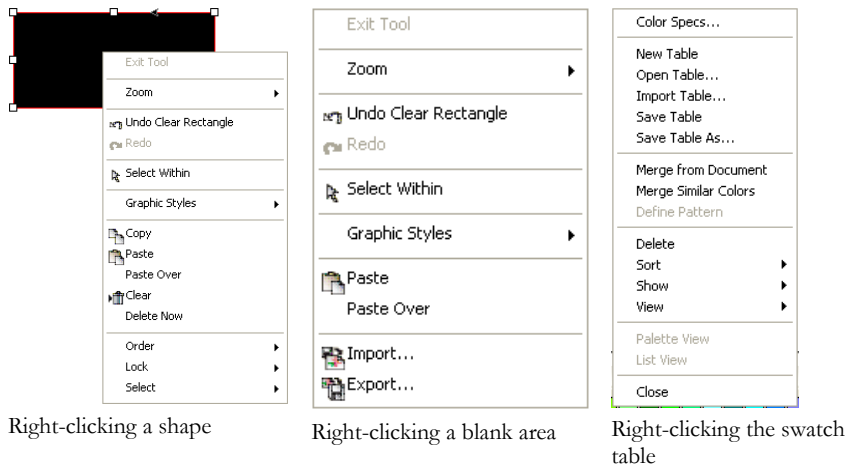 Exit Tool
Zoom
Undo Clear Rectangle
Redo
Select Within
Graphic Styles
Copy
Paste
Paste Over
Clear
Delete Now
Order
Lock
Select
Right-clicking a shape
Exit Tool
Zoom
Undo Clear Rectangle
Redo
Select Within
Graphic Styles
Paste
Paste Over
Import...
Export...
Right-clicking a blank area
Color Specs...
New Table
Open Table...
Import Table...
Save Table
Save Table As...
Merge from Document
Merge Similar Colors
Define Pattern
Delete
Sort
Show
View
Palette View
List View
Close
Right-clicking the swatch
table